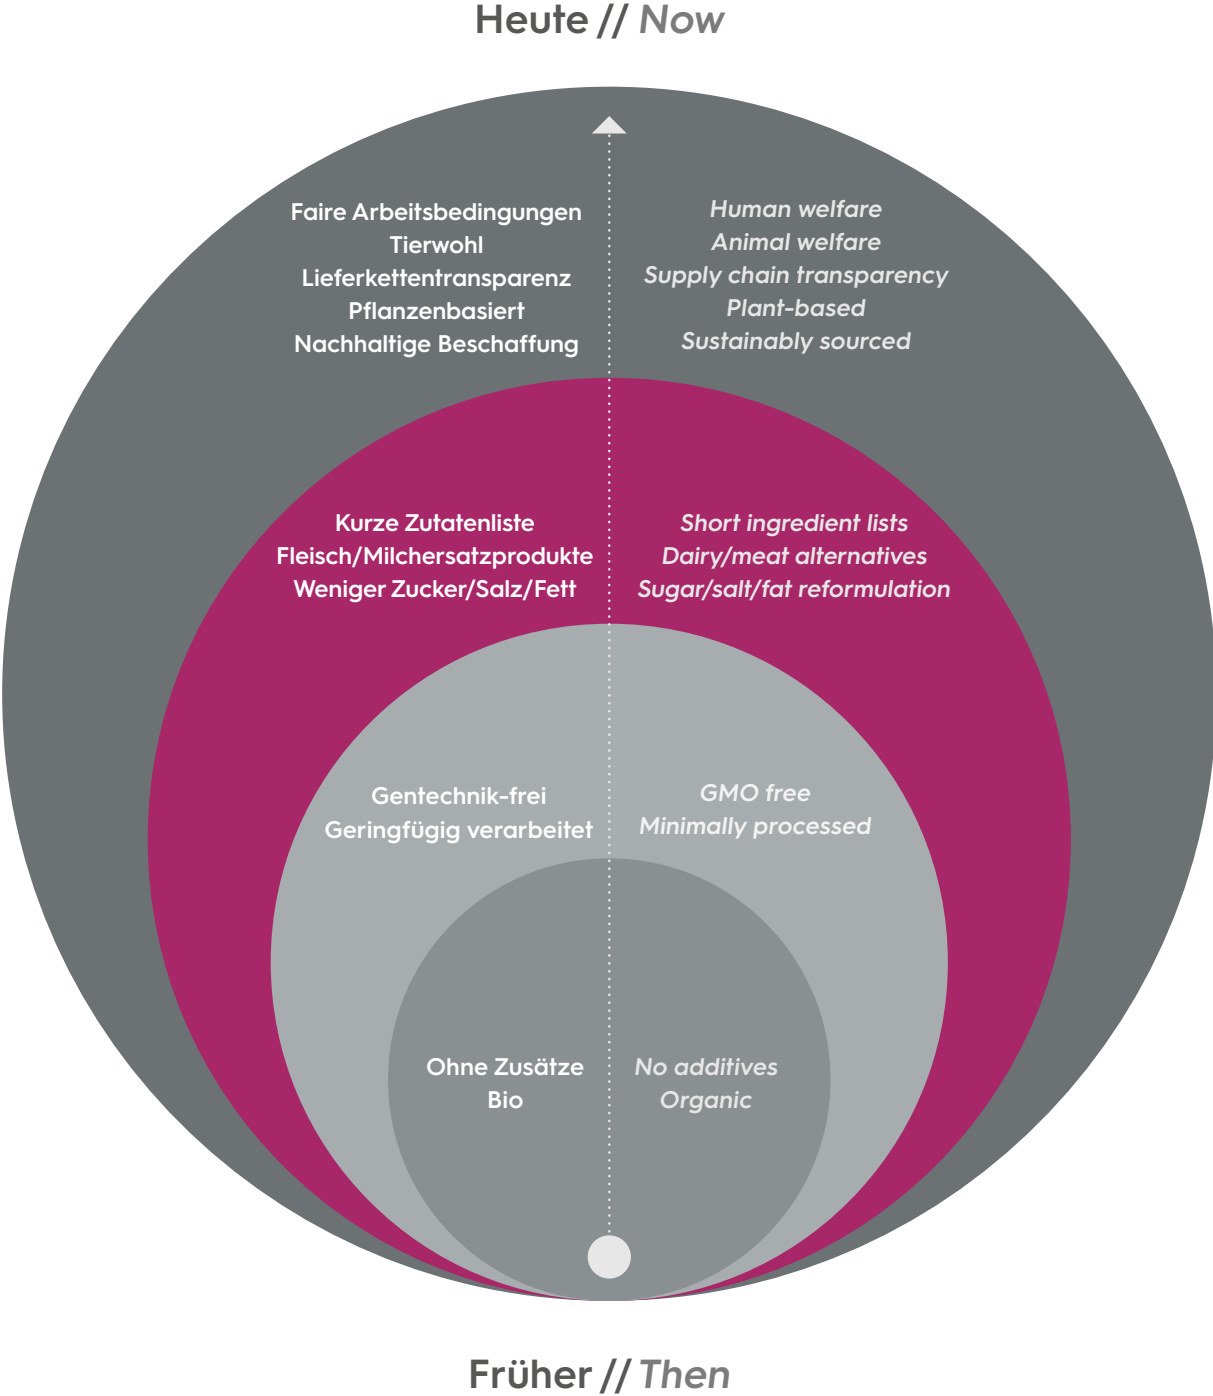 Heute // Now
Faire Arbeitsbedingungen
Tierwohl
Lieferkettentransparenz
Pflanzenbasiert
Nachhaltige Beschaffung
Human welfare
Animal welfare
Supply chain transparency
Plant-based
Sustainably sourced
Kurze Zutatenliste
Fleisch/Milchersatzprodukte
Weniger Zucker/Salz/Fett
Short ingredient lists
Dairy/meat alternatives
Sugar/salt/fat reformulation
Gentechnik-frei
Geringfügig verarbeitet
GMO free
Minimally processed
Ohne Zusätze
Bio
No additives
Organic
Früher // Then